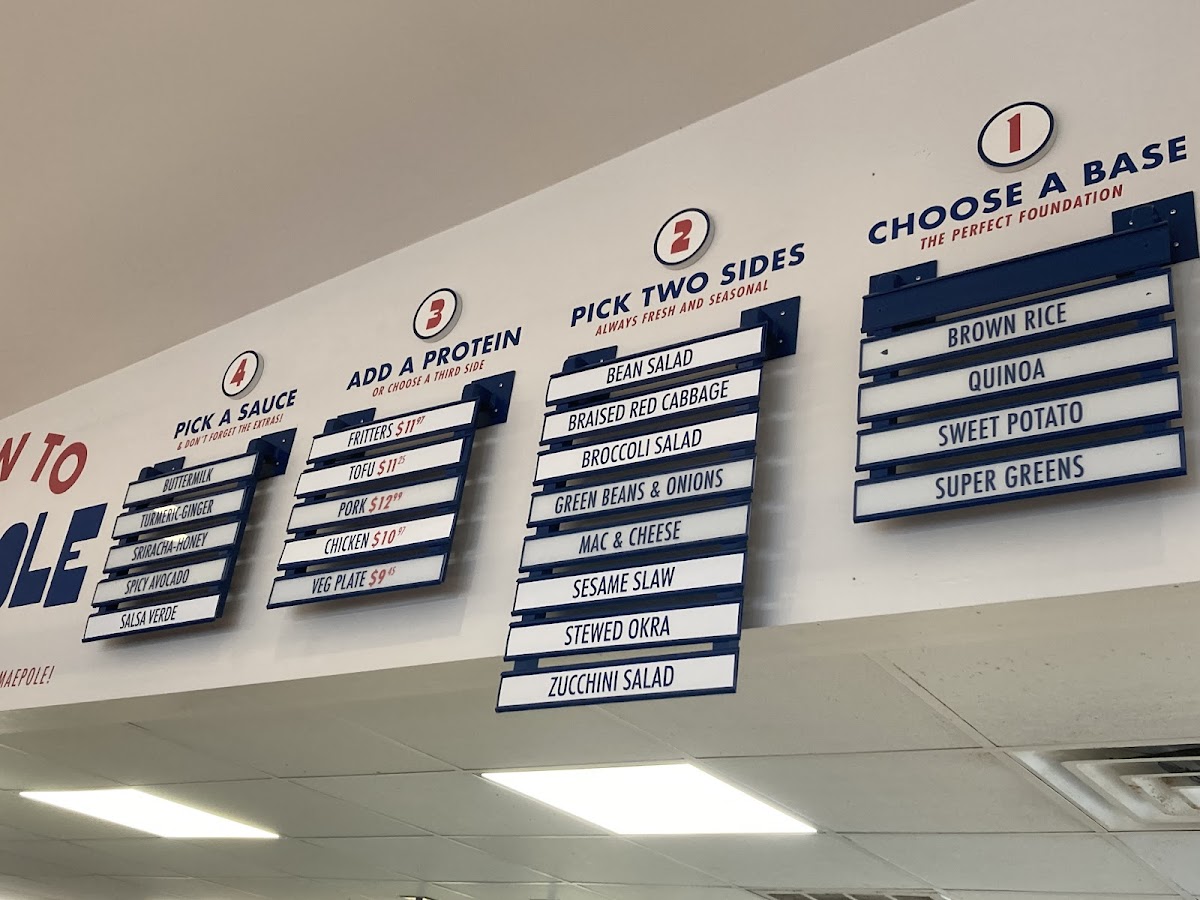 1
CHOOSE A BASE
THE PERFECT FOUNDATION
BROWN RICE
QUINOA
SWEET POTATO
SUPER GREENS
2
PICK TWO SIDES
ALWAYS FRESH AND SEASONAL
BEAN SALAD
BRAISED RED CABBAGE
BROCCOLI SALAD
GREEN BEANS & ONIONS
MAC & CHEESE
SESAME SLAW
STEWED OKRA
ZUCCHINI SALAD
3
ADD A PROTEIN
OR CHOOSE A THIRD SIDE
FRITTERS $11.97
TOFU $11.25
PORK $12.99
CHICKEN $10.97
VEG PLATE $9.45
4
PICK A SAUCE
& DON'T FORGET THE EXTRAS!
BUTTERMILK
TURMERIC-GINGER
SRIRACHA-HONEY
SPICY AVOCADO
SALSA VERDE
TO
OLE
MAEPOLE!